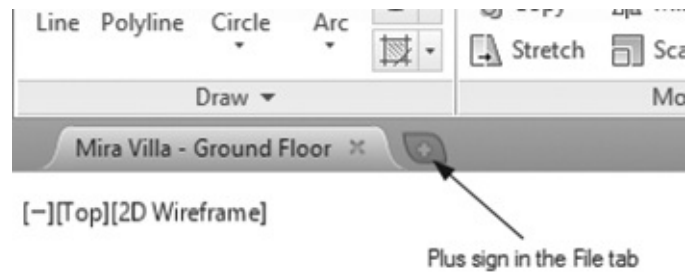 Copy
Line Polyline Circle Arc
Stretch
Draw
Mira Villa - Ground Floor
[−][Top][2D Wireframe]
Plus sign in the File tab